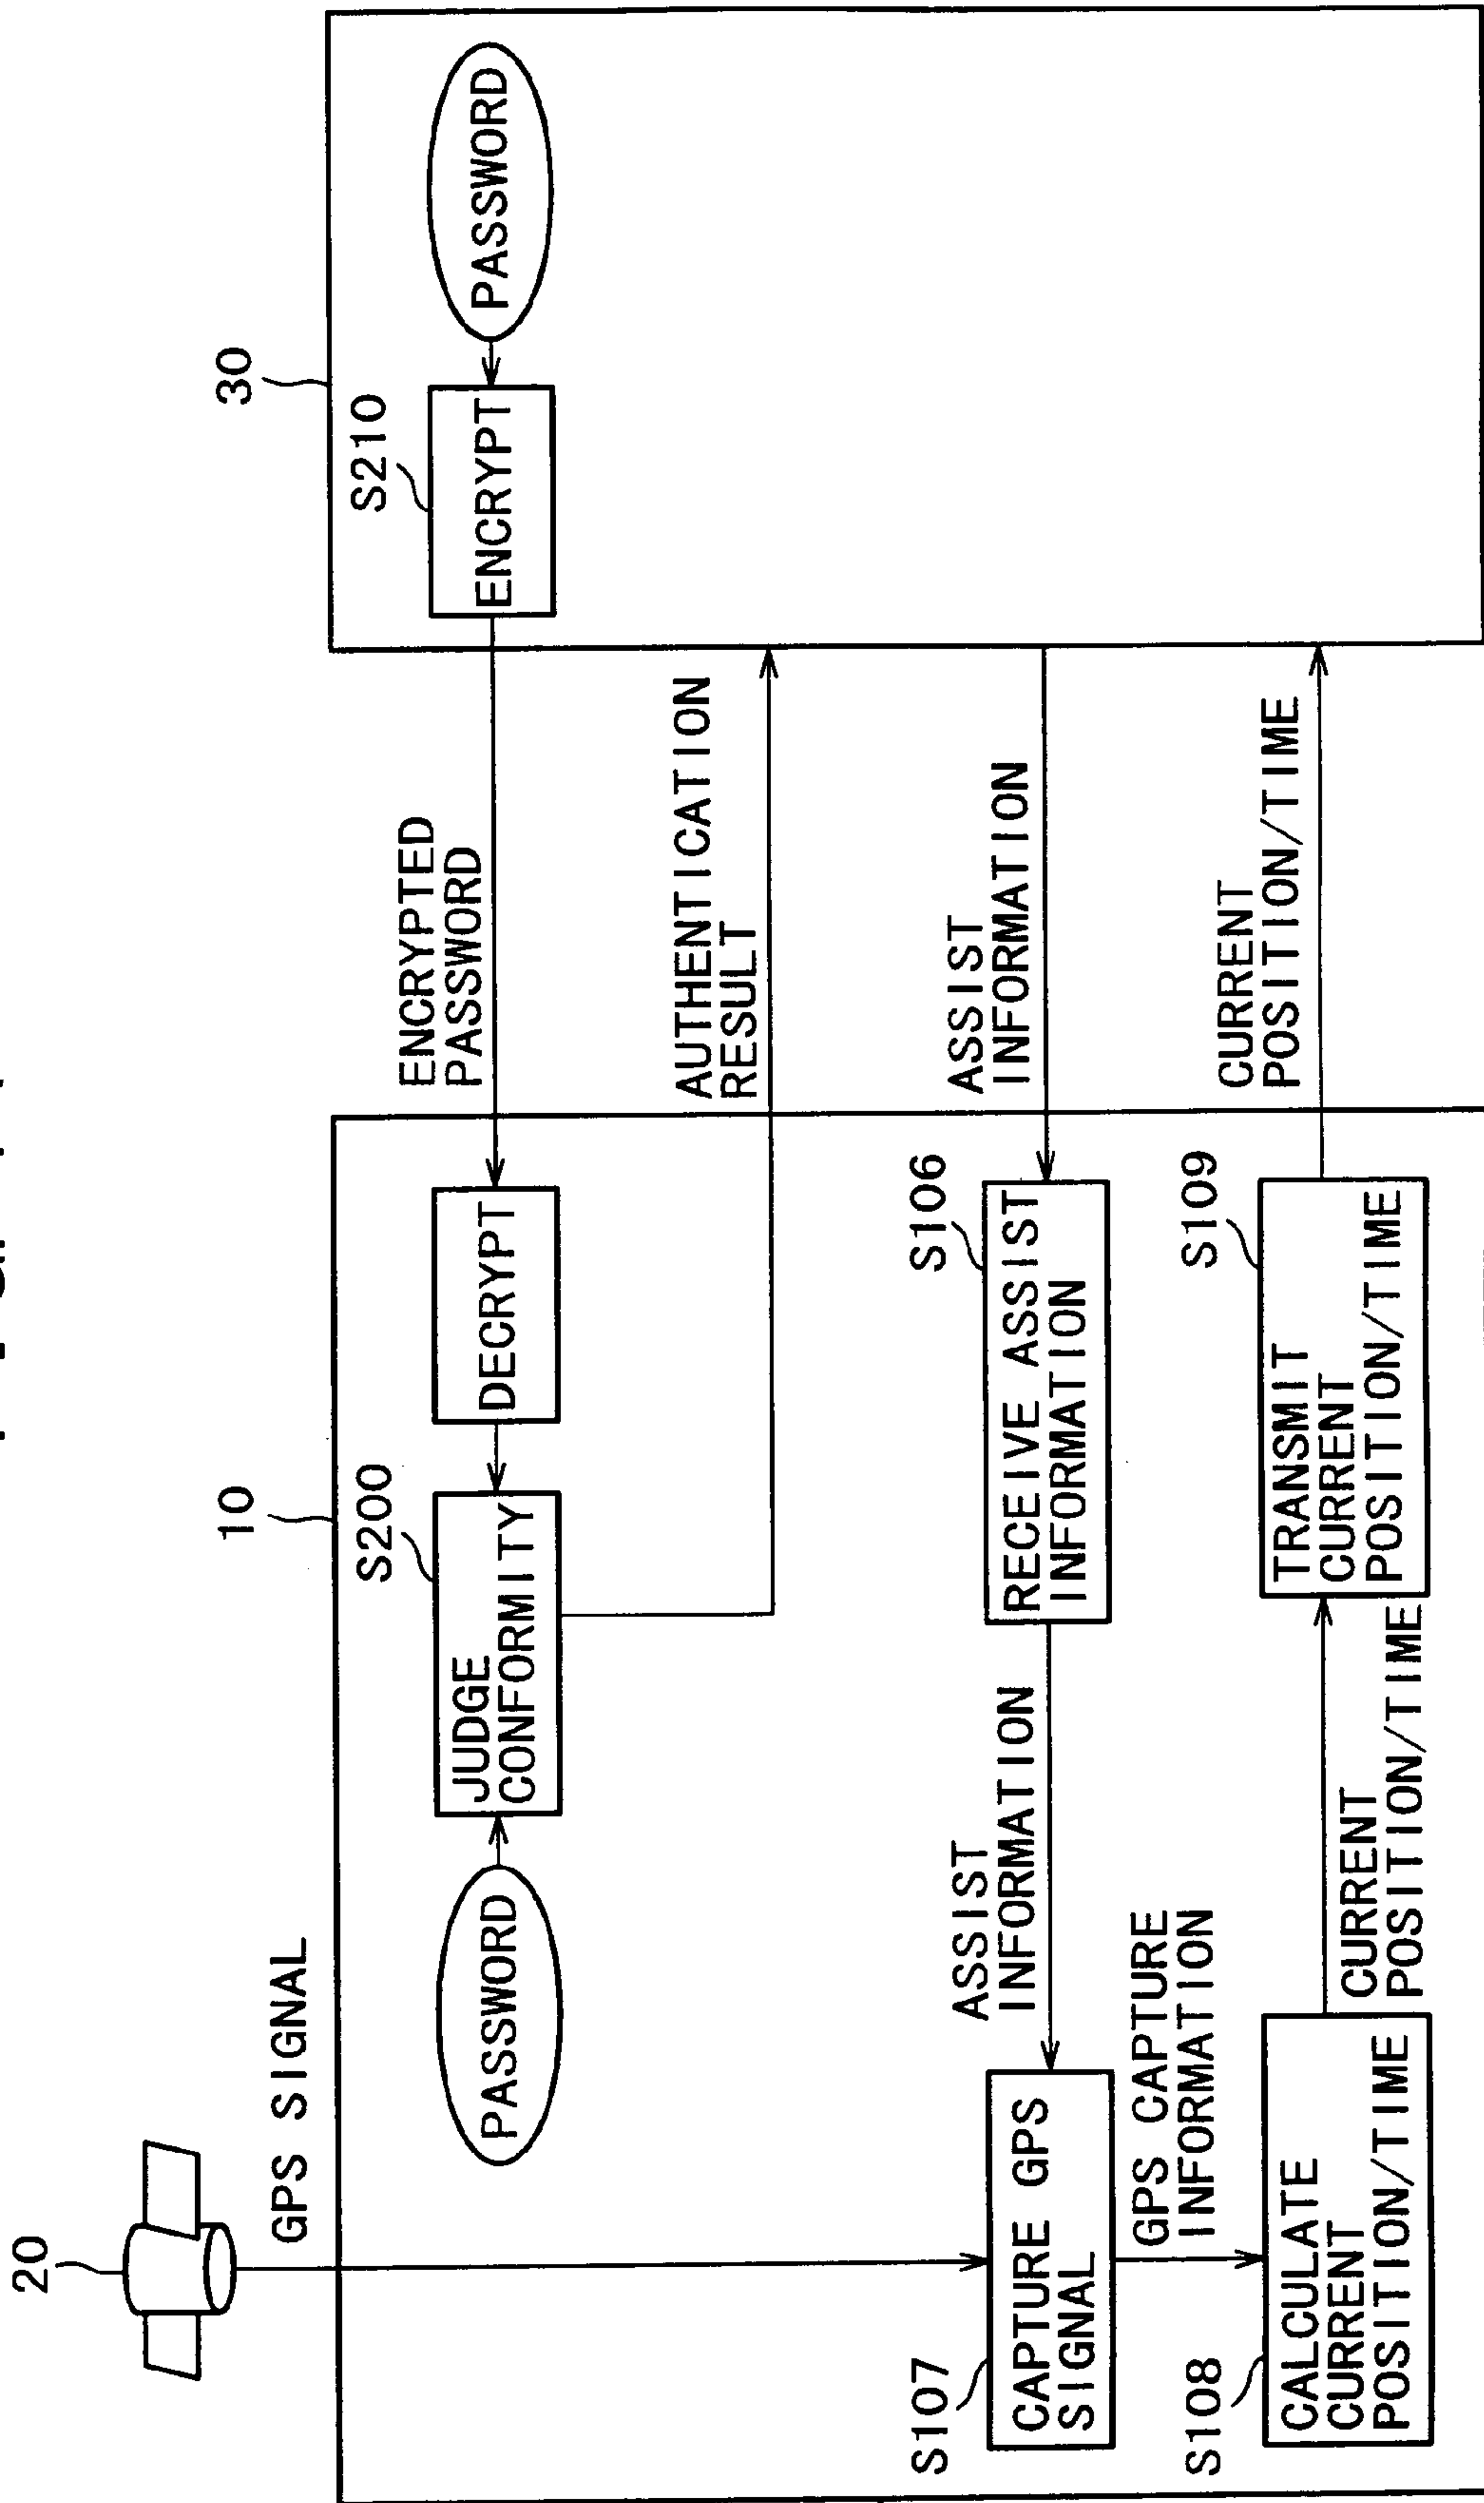 20
GPS SIGNAL
10
30
S200
S210
PASSWORD
JUDGE
CONFORMITY
DECRYPT
ENCRYPTED
PASSWORD
ENCRYPT
PASSWORD
AUTHENTICATION
RESULT
S107
CAPTURE GPS
SIGNAL
ASSIST
INFORMATION
S106
RECEIVE ASSIST
INFORMATION
ASSIST
INFORMATION
GPS CAPTURE
INFORMATION
S108
CALCULATE
CURRENT
POSITION/TIME
CURRENT
POSITION/TIME
S109
TRANSMIT
CURRENT
POSITION/TIME
CURRENT
POSITION/TIME